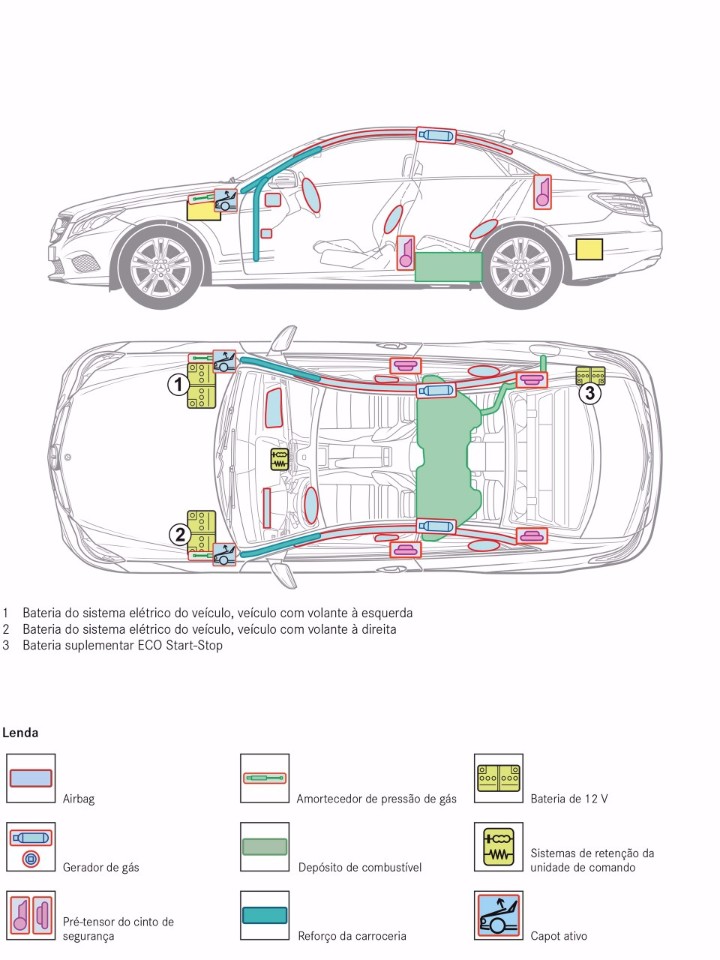 1
2
3
1 Bateria do sistema elétrico do veículo, veículo com volante à esquerda
2 Bateria do sistema elétrico do veículo, veículo com volante à direita
3 Bateria suplementar ECO Start-Stop
Lenda
Airbag
Amortecedor de pressão de gás
Bateria de 12 V
Gerador de gás
Depósito de combustível
Sistemas de retenção da
unidade de comando
Pré-tensor do cinto de
segurança
Reforço da carroceria
Capot ativo